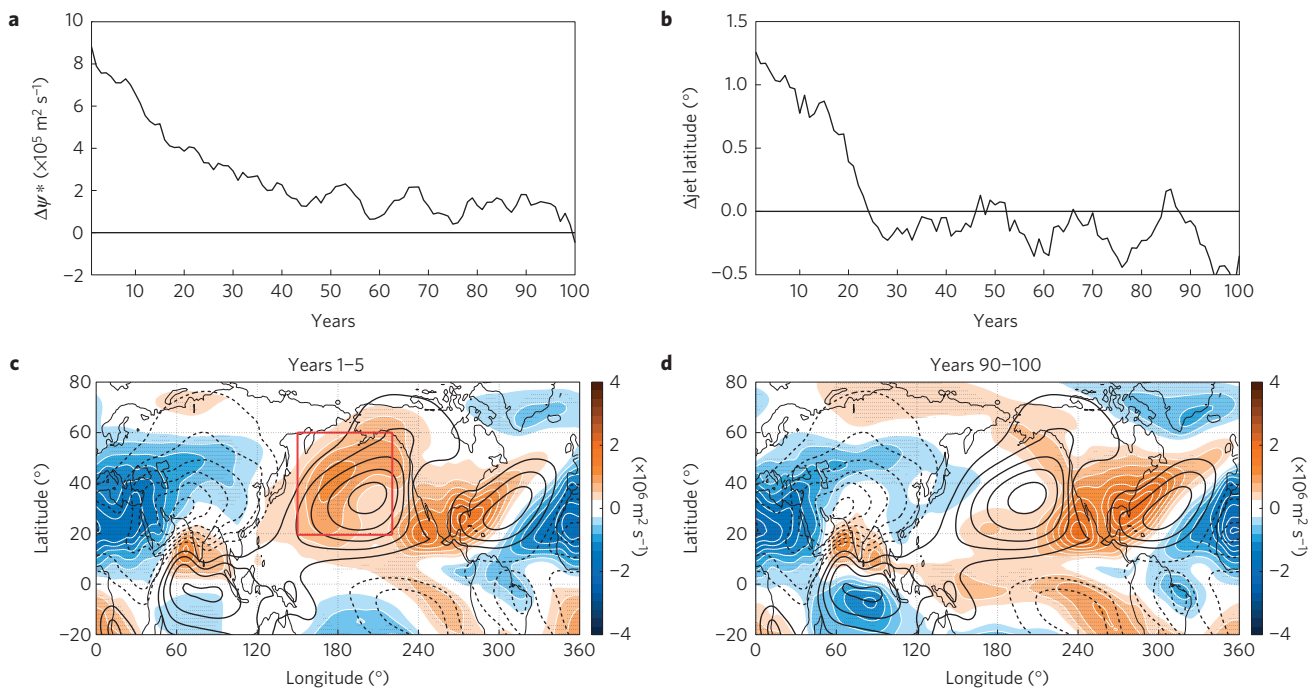 a
10
8
6
4
2
0
−2
Δψ* (×10⁵ m² s⁻¹)
10 20 30 40 50 60 70 80 90 100
Years
b
1.5
1.0
0.5
0.0
−0.5
Δjet latitude (°)
10 20 30 40 50 60 70 80 90 100
Years
c
Years 1–5
80
60
40
20
0
−20
Latitude (°)
0 60 120 180 240 300 360
Longitude (°)
4
2
0
−2
−4
(×10⁶ m² s⁻¹)
d
Years 90–100
80
60
40
20
0
−20
Latitude (°)
0 60 120 180 240 300 360
Longitude (°)
4
2
0
−2
−4
(×10⁶ m² s⁻¹)